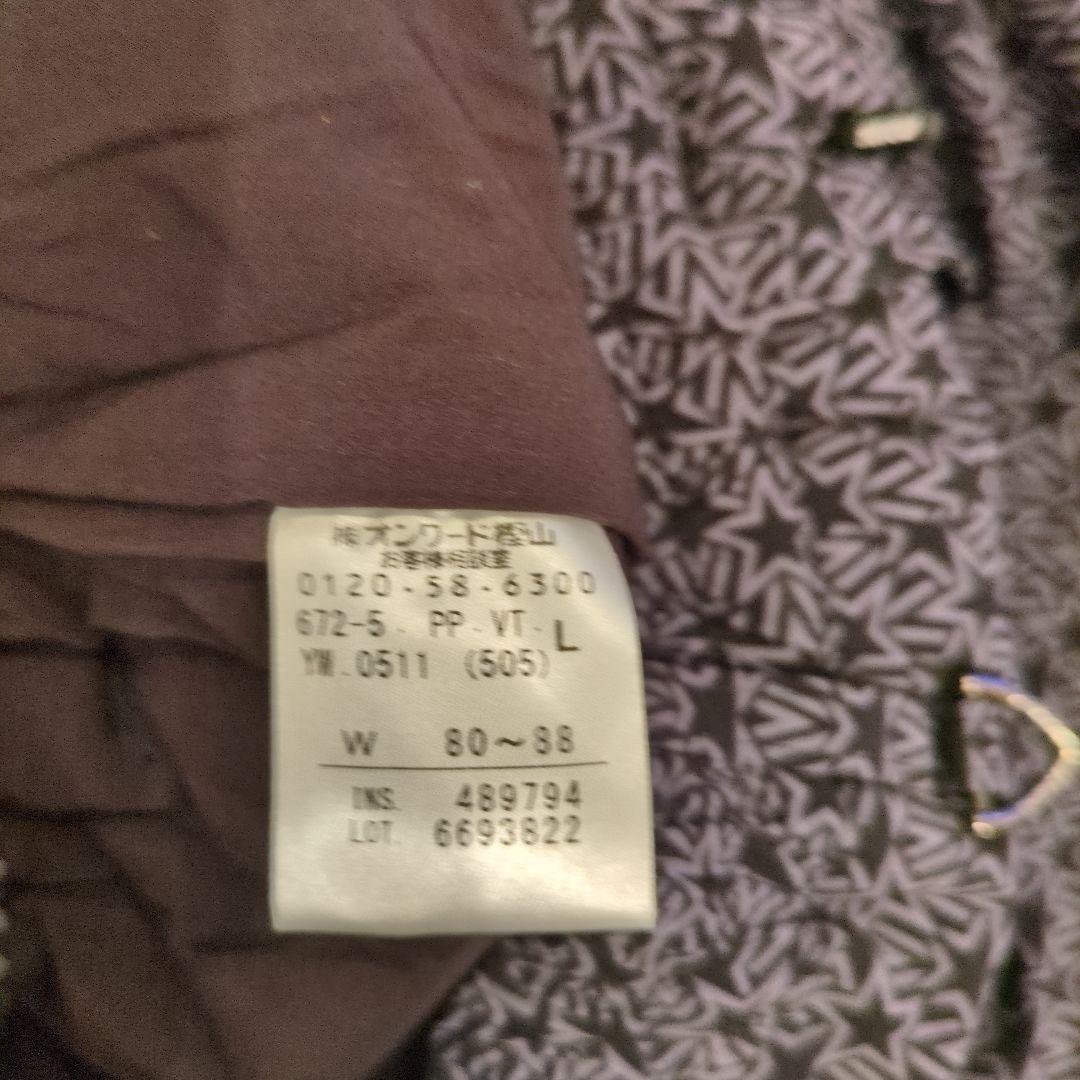 ㈱オンワード樫山
お客様相談室
0120-58-6300
672-5. PP-VT- L
YM.0511 (505)
W 80~88
INS. 489794
LOT. 6693822